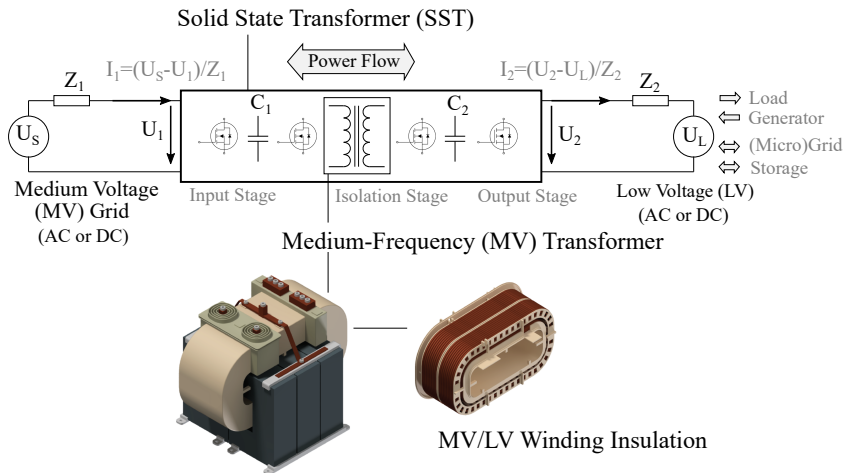 Solid State Transformer (SST)
I1=(US-U1)/Z1
Power Flow
I2=(U2-UL)/Z2
Z1
C1
C2
Z2
Load
Generator
US
U1
U2
UL
(Micro)Grid
Storage
Input Stage
Isolation Stage
Output Stage
Medium Voltage
(MV) Grid
(AC or DC)
Low Voltage (LV)
(AC or DC)
Medium-Frequency (MV) Transformer
MV/LV Winding Insulation